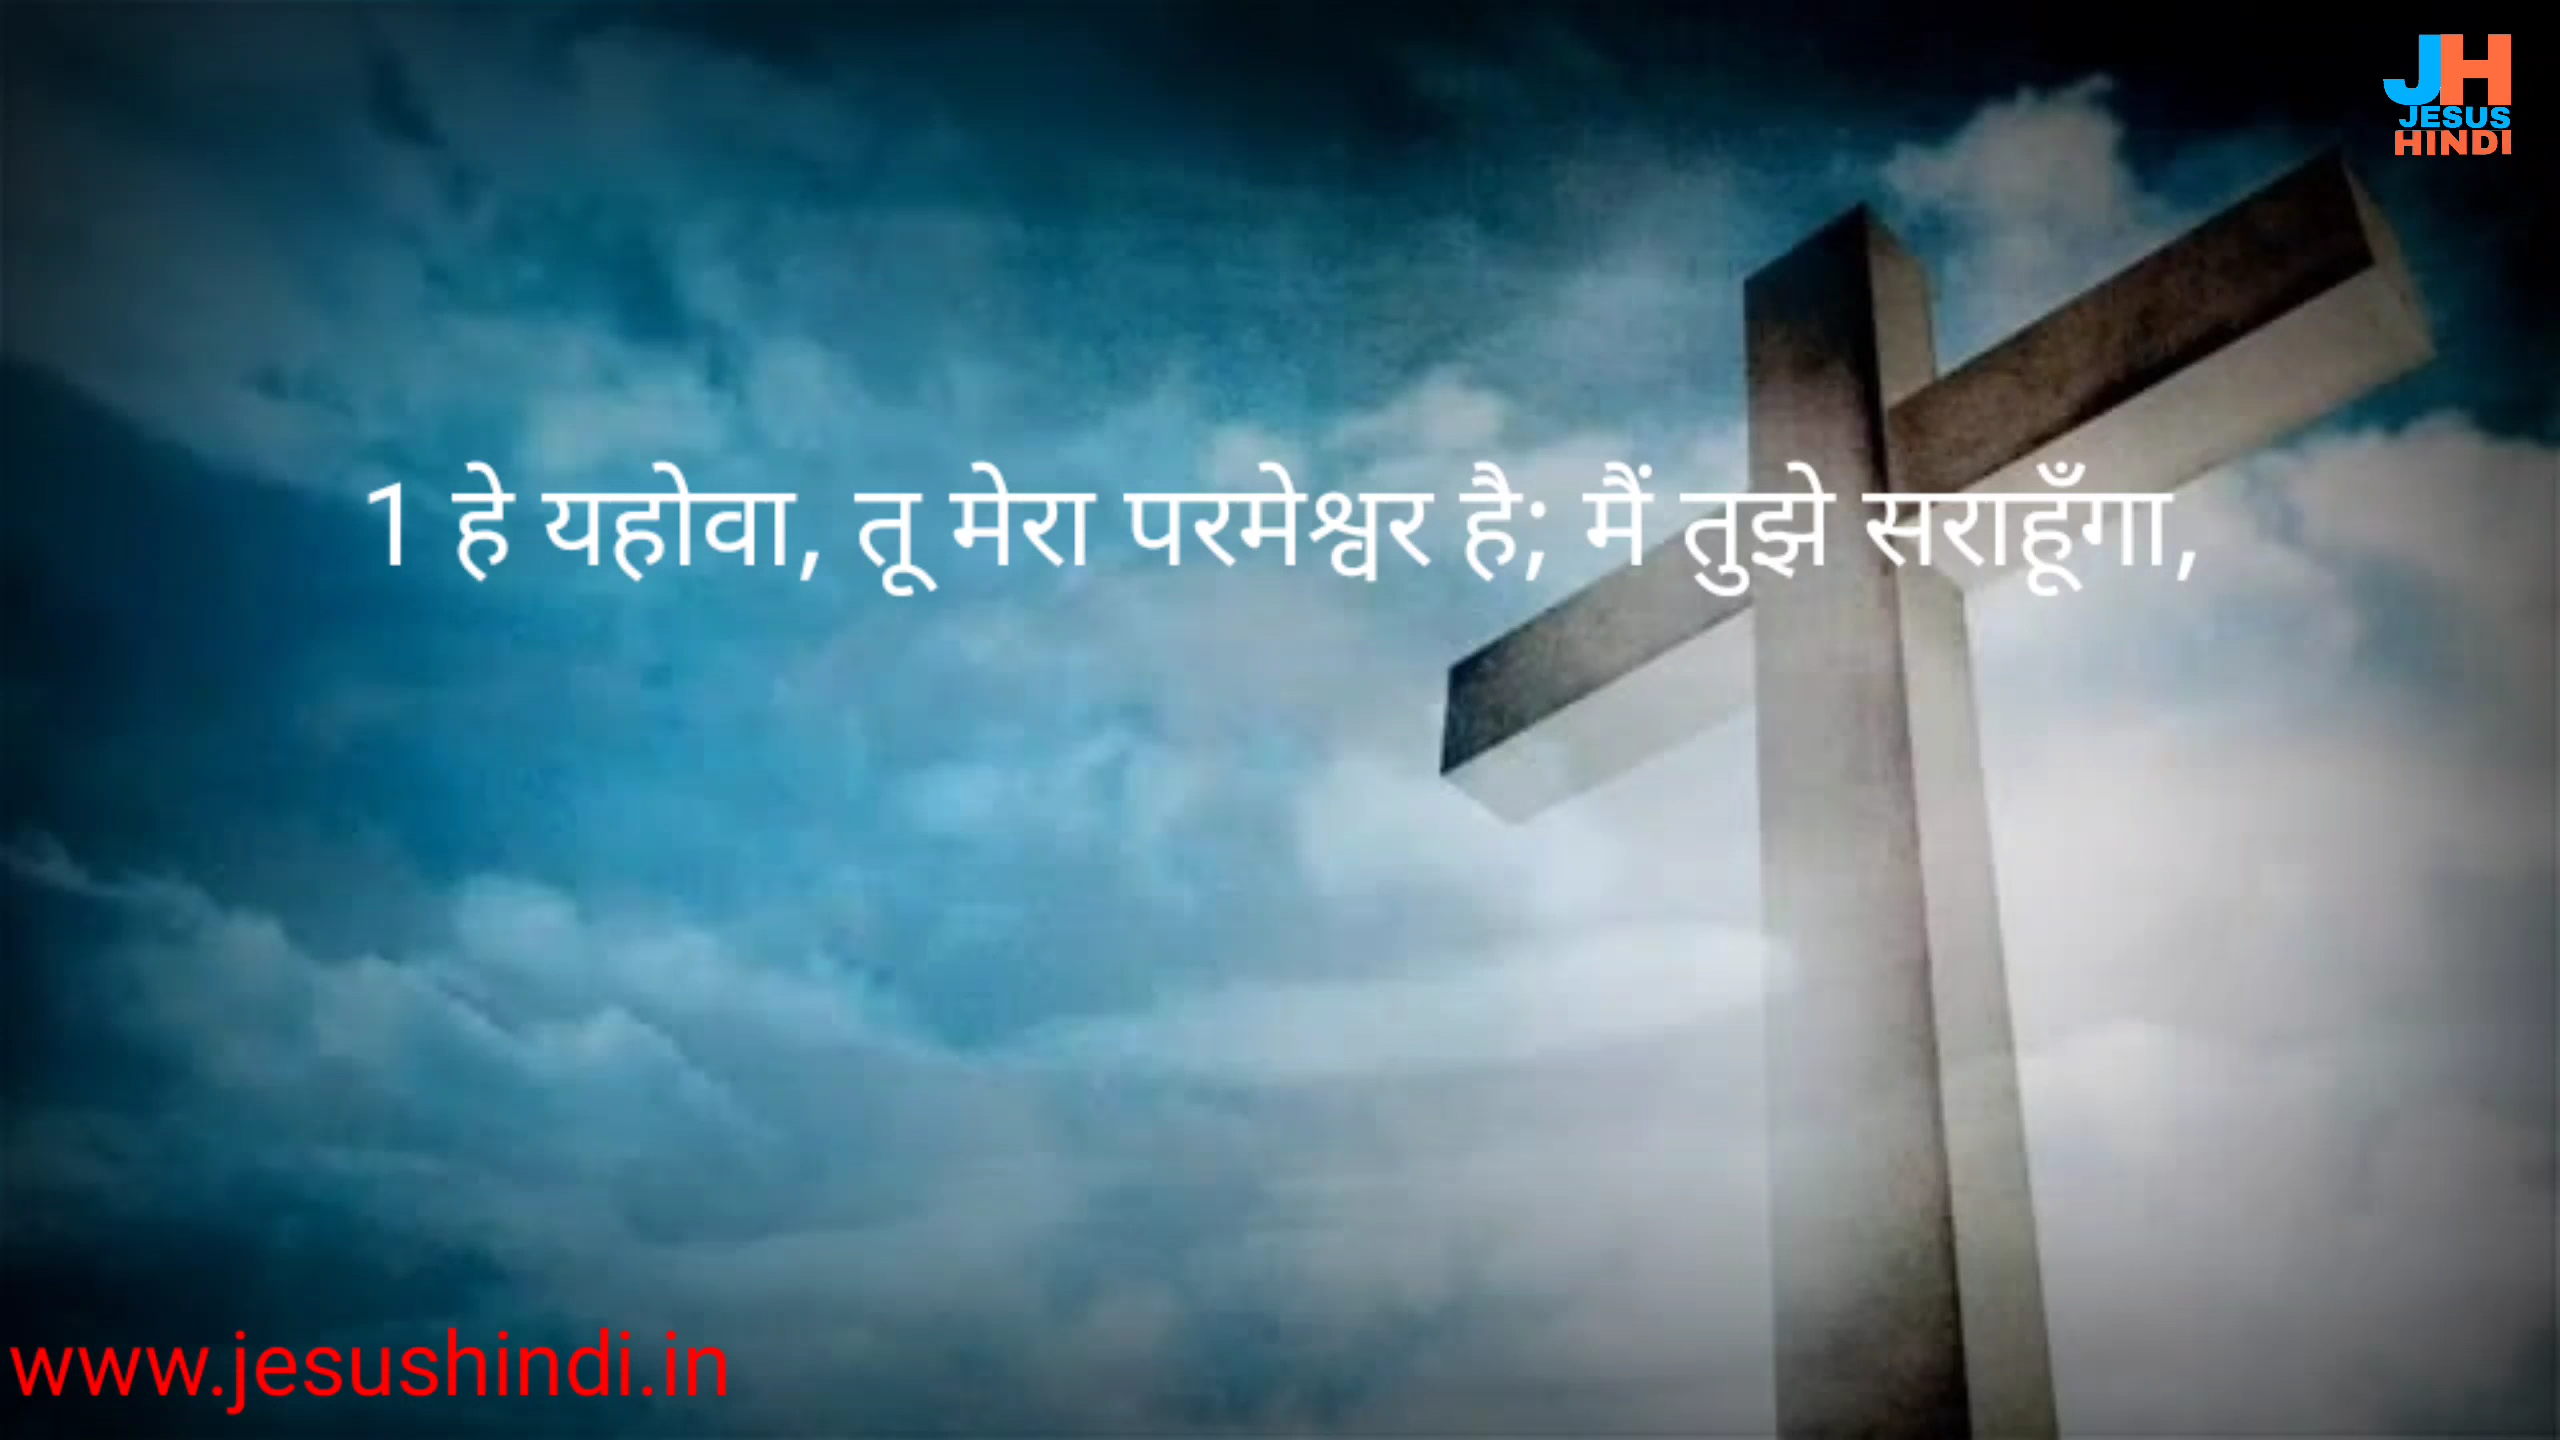 JH
JESUS
HINDI
1 हे यहोवा, तू मेरा परमेश्वर है; मैं तुझे सराहूँगा,
www.jesushindi.in